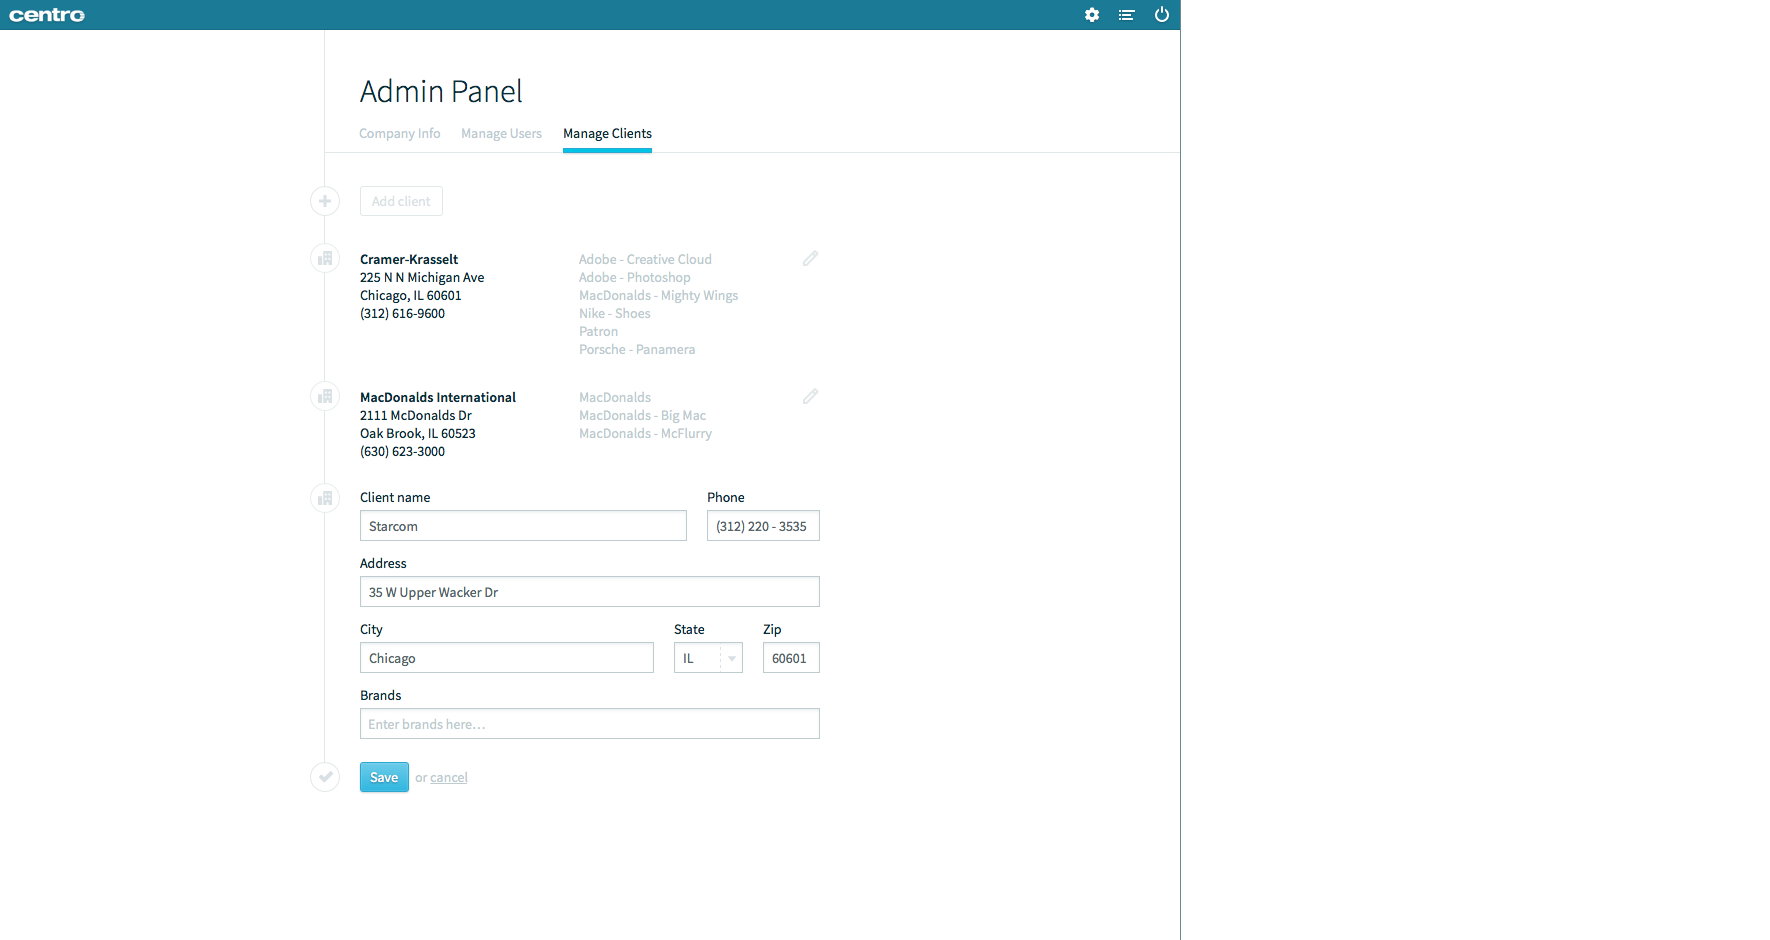 centro
Admin Panel
Company Info Manage Users Manage Clients
Add client
Cramer-Krasselt
225 N N Michigan Ave
Chicago, IL 60601
(312) 616-9600
Adobe - Creative Cloud
Adobe - Photoshop
MacDonalds - Mighty Wings
Nike - Shoes
Patron
Porsche - Panamera
MacDonalds International
2111 McDonalds Dr
Oak Brook, IL 60523
(630) 623-3000
MacDonalds
MacDonalds - Big Mac
MacDonalds - McFlurry
Client name Phone
Starcom (312) 220 - 3535
Address
35 W Upper Wacker Dr
City State Zip
Chicago IL 60601
Brands
Enter brands here...
Save or cancel